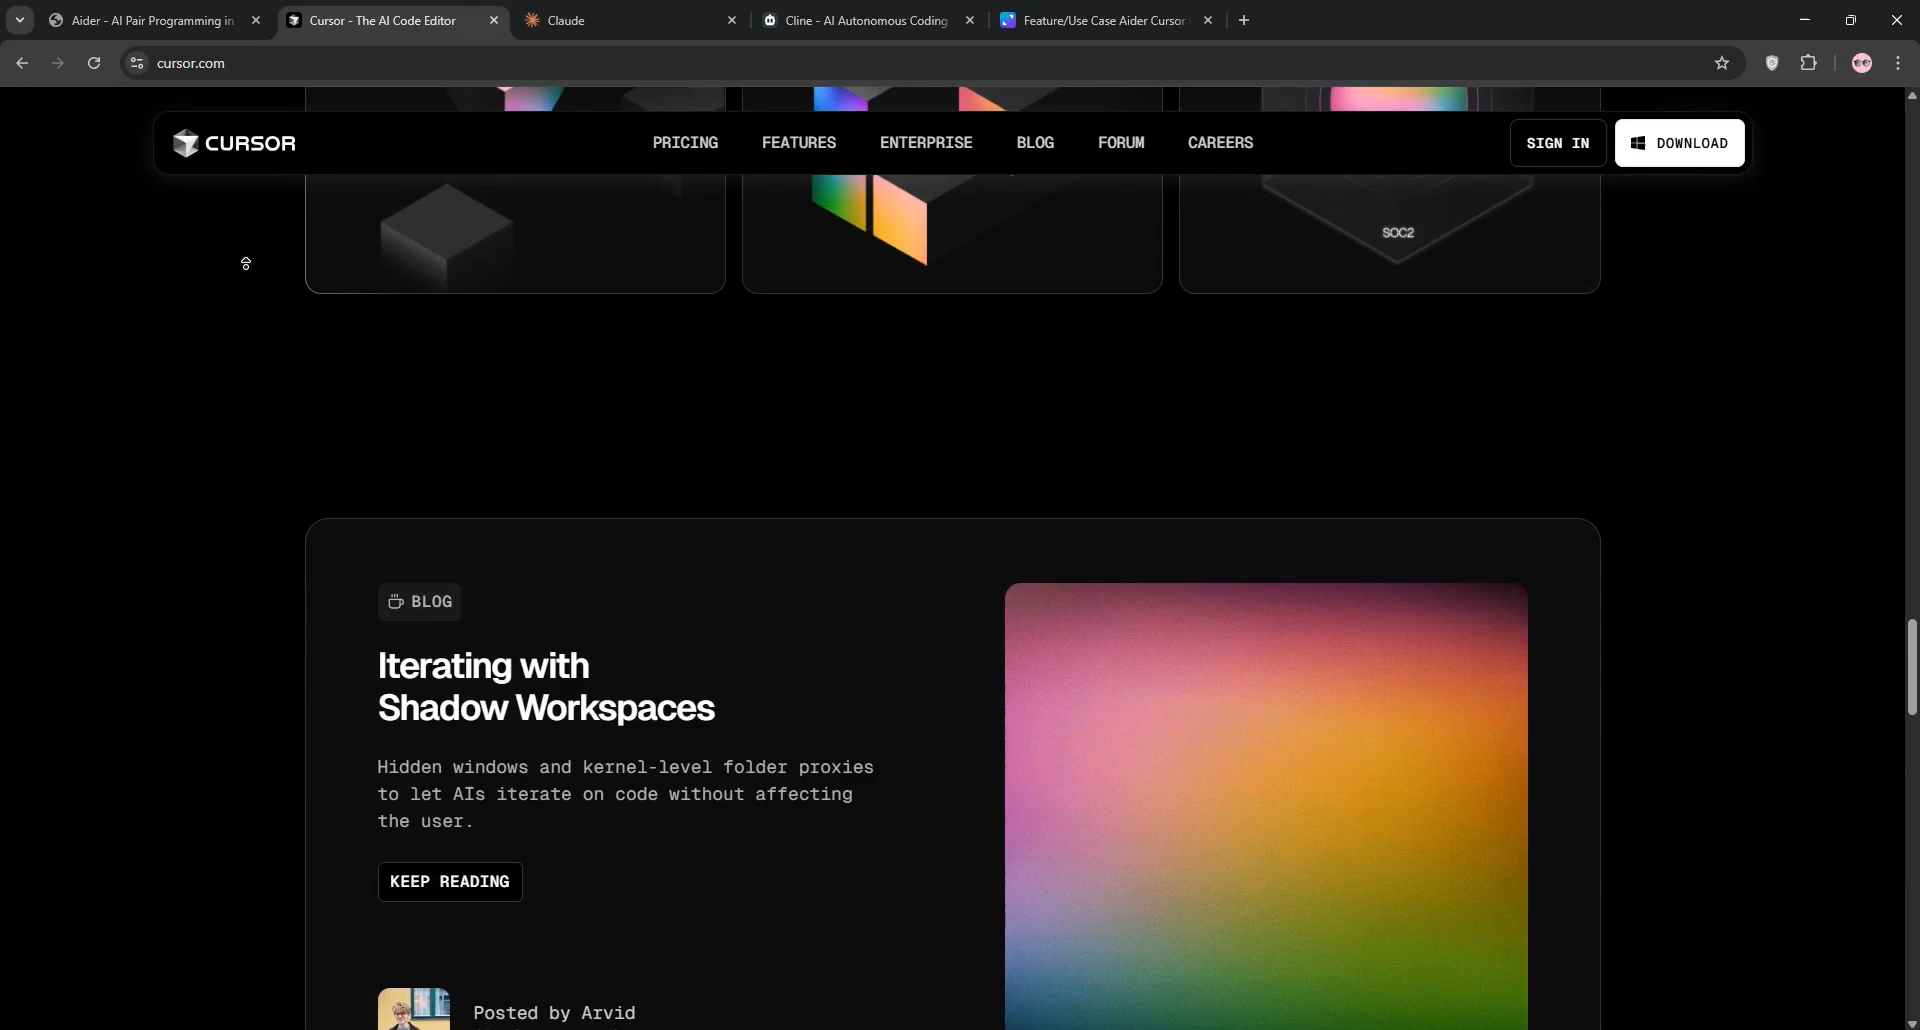 Aider - AI Pair Programming in
Cursor - The AI Code Editor
Claude
Cline - AI Autonomous Coding
Feature/Use Case Aider Cursor
cursor.com
CURSOR
PRICING
FEATURES
ENTERPRISE
BLOG
FORUM
CAREERS
SIGN IN
DOWNLOAD
SOC2
BLOG
Iterating with
Shadow Workspaces
Hidden windows and kernel-level folder proxies
to let AIs iterate on code without affecting
the user.
KEEP READING
Posted by Arvid